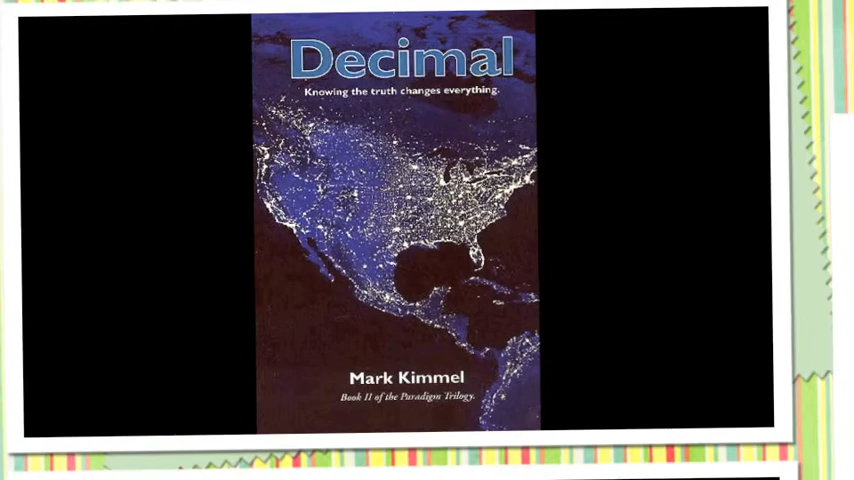 Decimal
Knowing the truth changes everything.
Mark Kimmel
Book II of the Paradigm Trilogy.